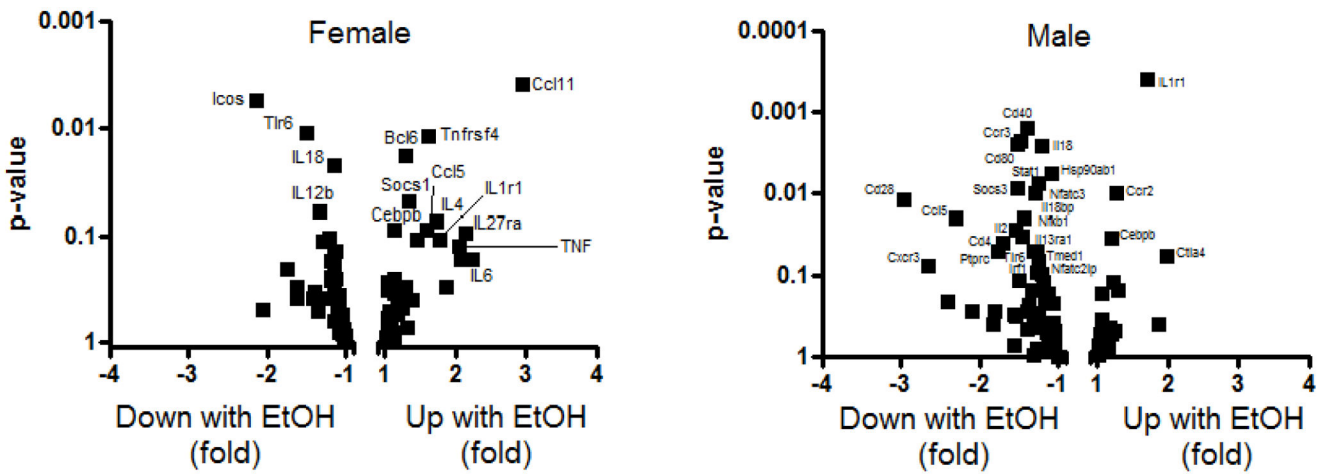 Female
0.001
0.01
0.1
1
p-value
Icos
Tlr6
IL18
IL12b
Ccl11
Bcl6
Tnfrsf4
Ccl5
Socs1
IL1r1
IL4
Cebpb
IL27ra
TNF
IL6
-4 -3 -2 -1 1 2 3 4
Down with EtOH
(fold)
Up with EtOH
(fold)
Male
0.0001
0.001
0.01
0.1
1
p-value
IL1r1
Cd40
Ccr3
Il18
Cd80
Stat1
Hsp90ab1
Socs3
Nfatc3
Cd28
Ccr2
Ccl5
Il18bp
Nfkb1
Il2
Cebpb
Cd4
Il13ra1
Ptprc
Tlr6
Tmed1
Ctla4
Cxcr3
Irf1
Nfatc2ip
-4 -3 -2 -1 1 2 3 4
Down with EtOH
(fold)
Up with EtOH
(fold)